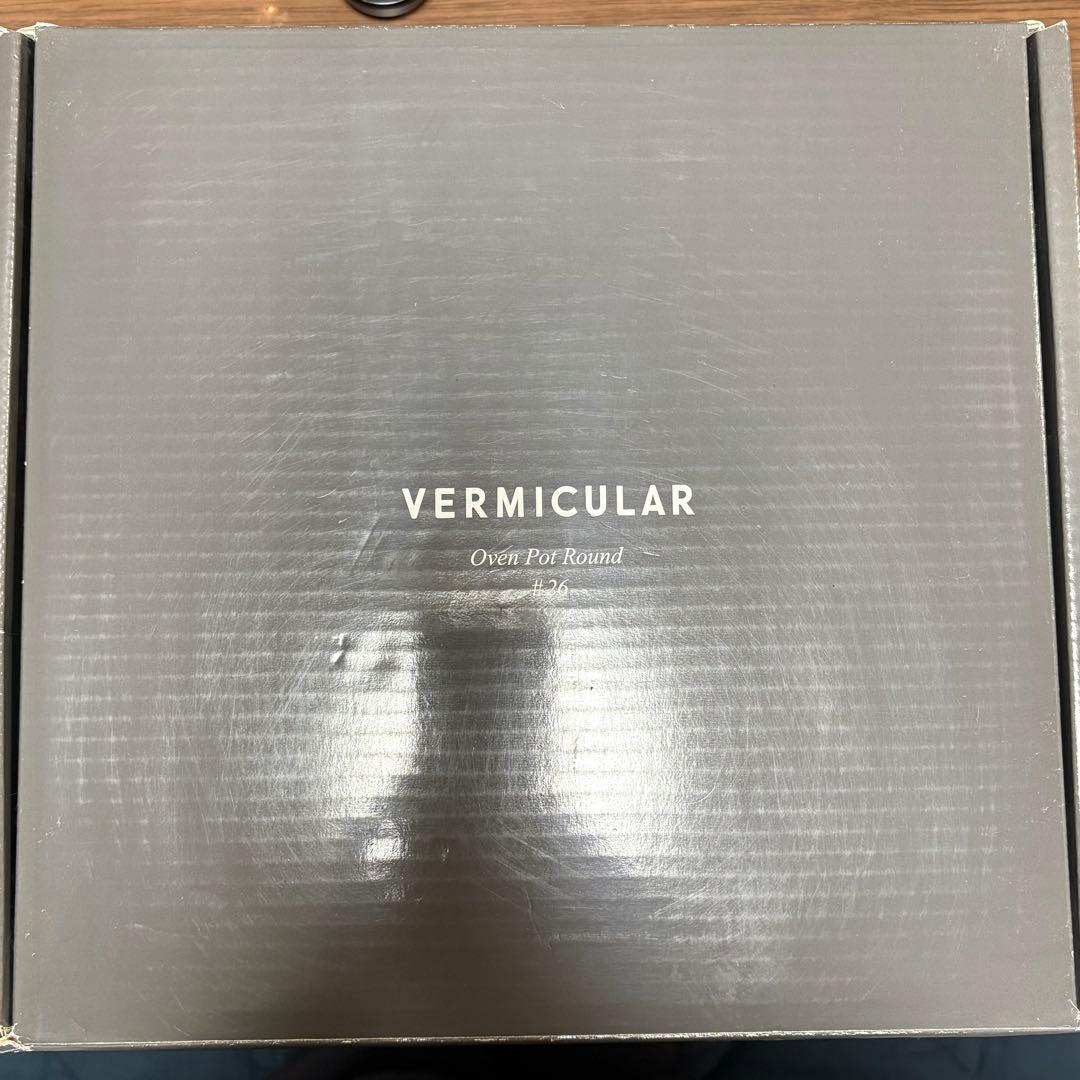 VERMICULAR
Oven Pot Round
#26